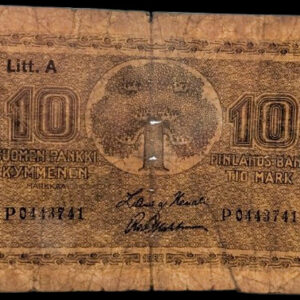 Litt. A
10 10
SUOMEN PANKKI FINLANDS BANK
KYMMENEN TIO MARK
MARKKAA
P0443741 P0443741